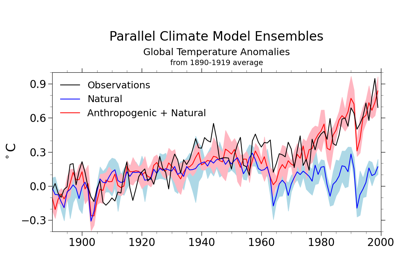 Parallel Climate Model Ensembles
Global Temperature Anomalies
from 1890-1919 average
° C
0.9
0.6
0.3
0.0
−0.3
Observations
Natural
Anthropogenic + Natural
1900
1920
1940
1960
1980
2000